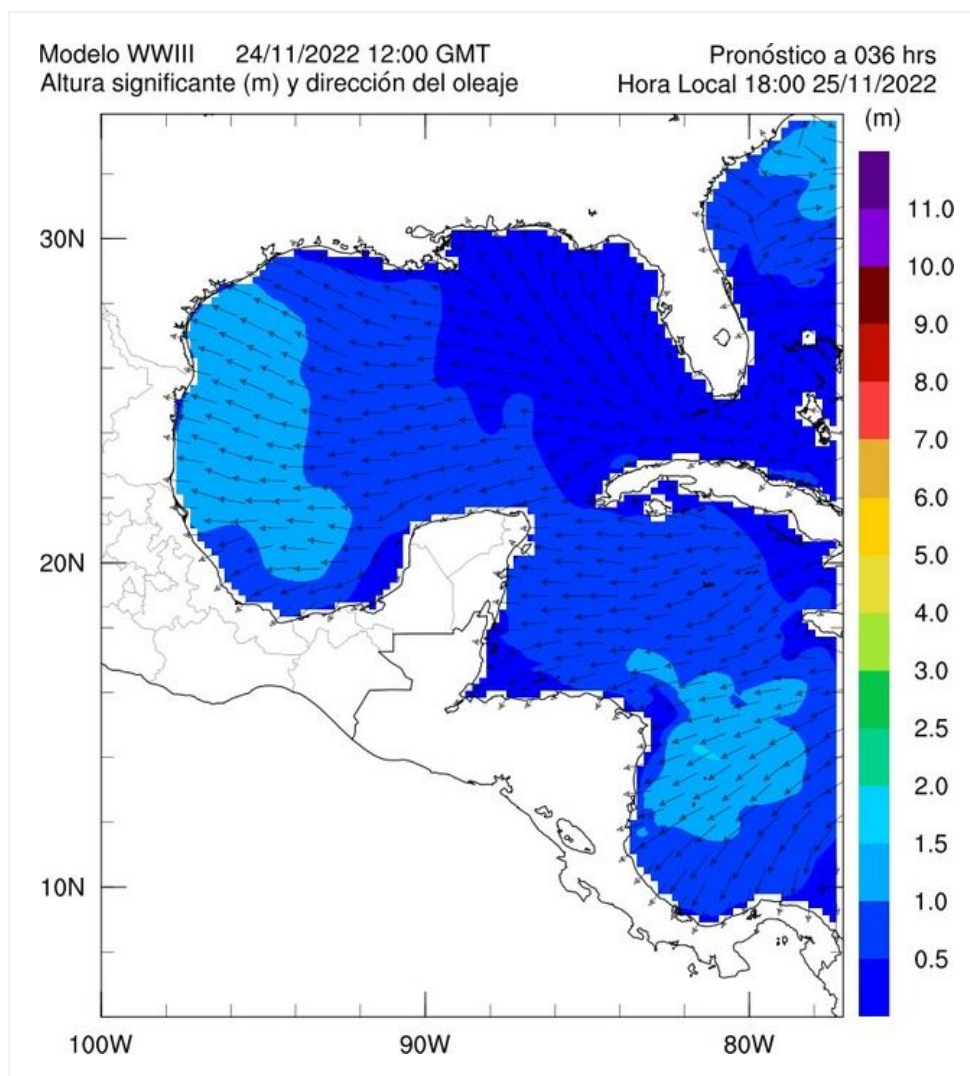 Modelo WWIII 24/11/2022 12:00 GMT Pronóstico a 036 hrs
Altura significante (m) y dirección del oleaje Hora Local 18:00 25/11/2022
(m)
11.0
30N 10.0
9.0
8.0
7.0
6.0
20N 5.0
4.0
3.0
2.5
2.0
1.5
10N 1.0
0.5
100W 90W 80W